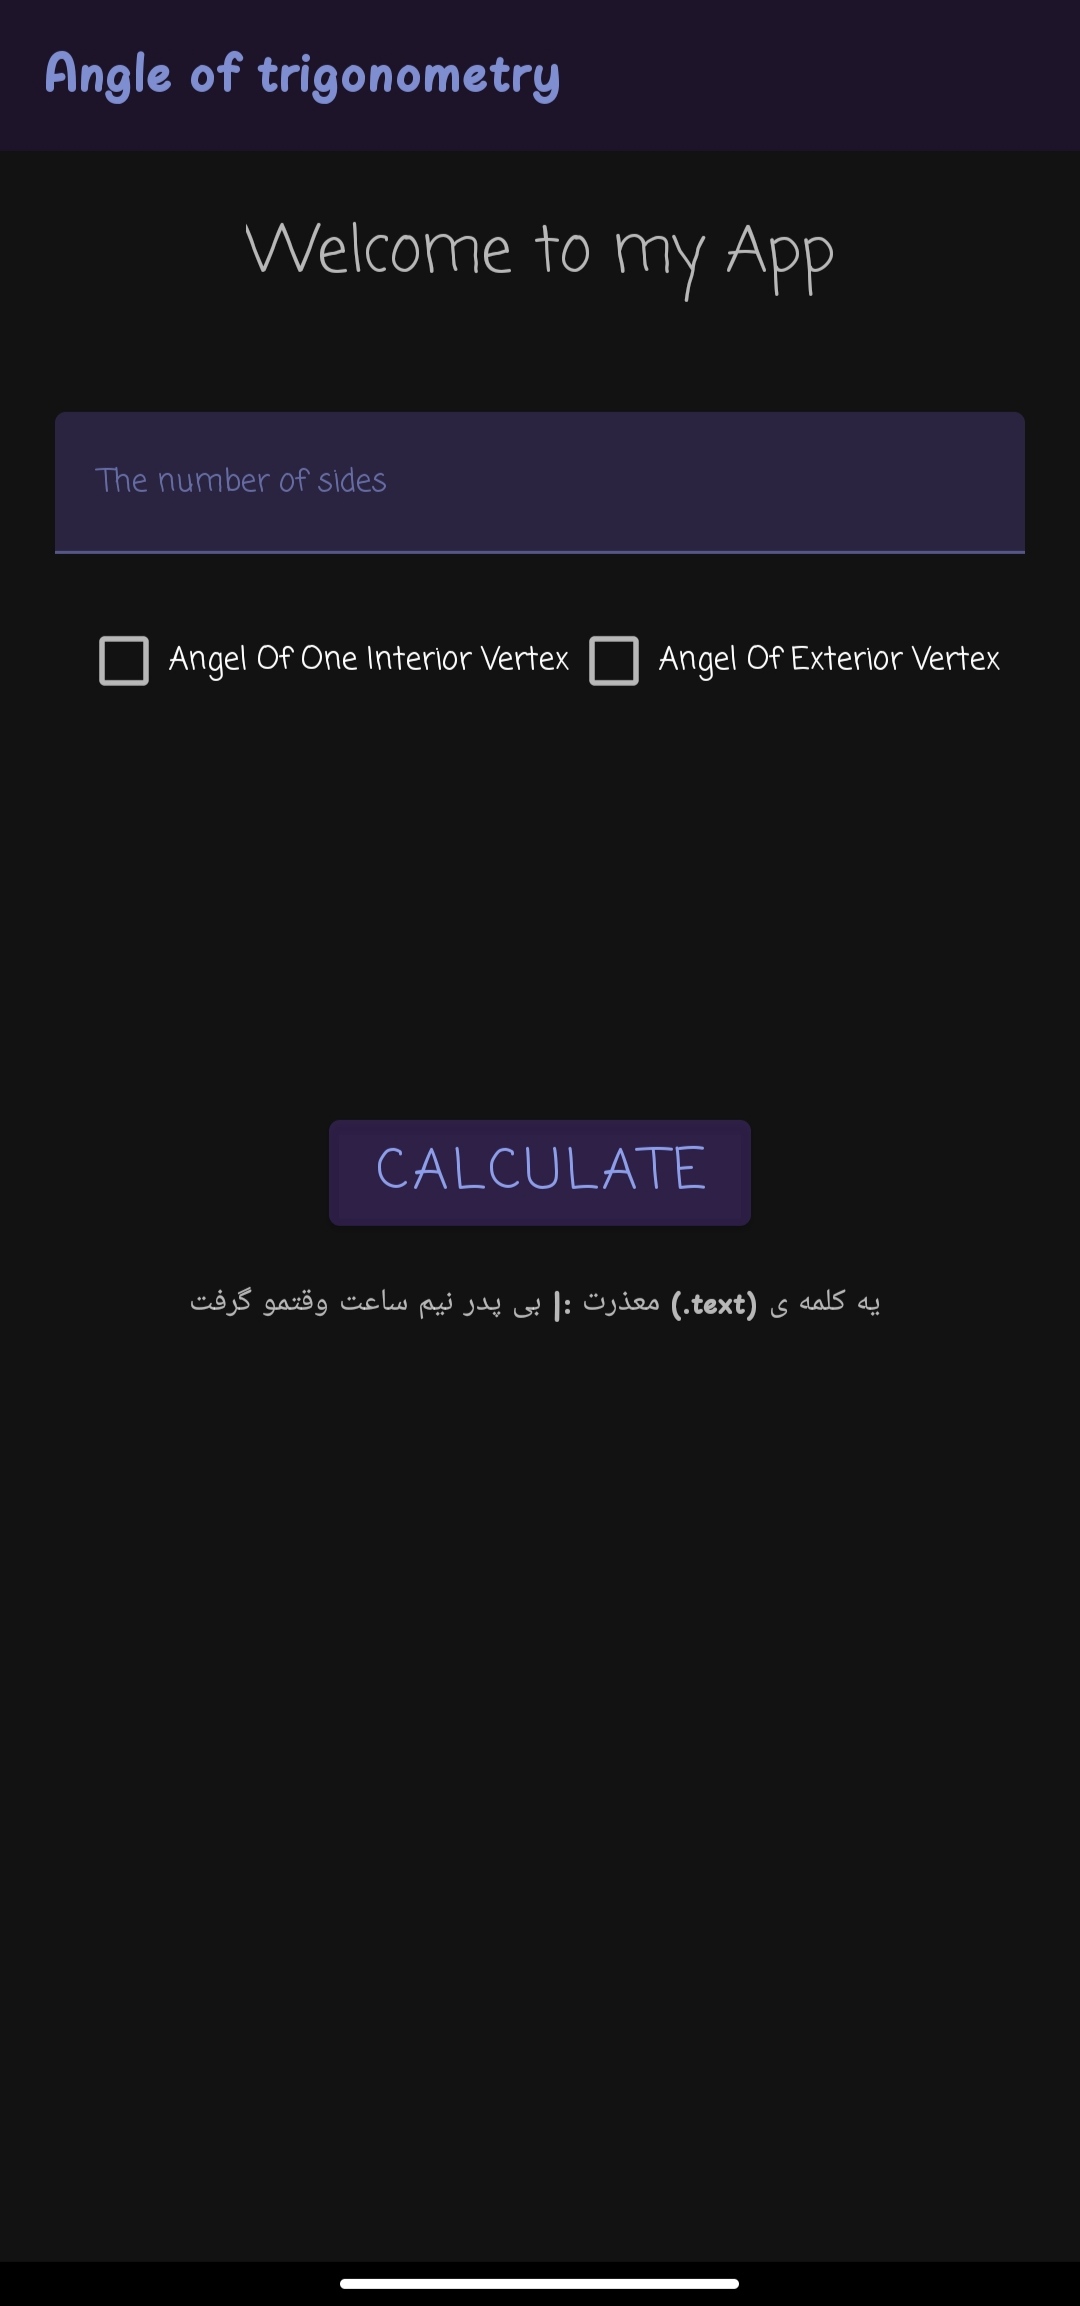 Angle of trigonometry
Welcome to my App
The number of sides
Angel Of One Interior Vertex Angel Of Exterior Vertex
CALCULATE
یه کلمه ی (text.) معذرت :| بی پدر نیم ساعت وقتمو گرفت